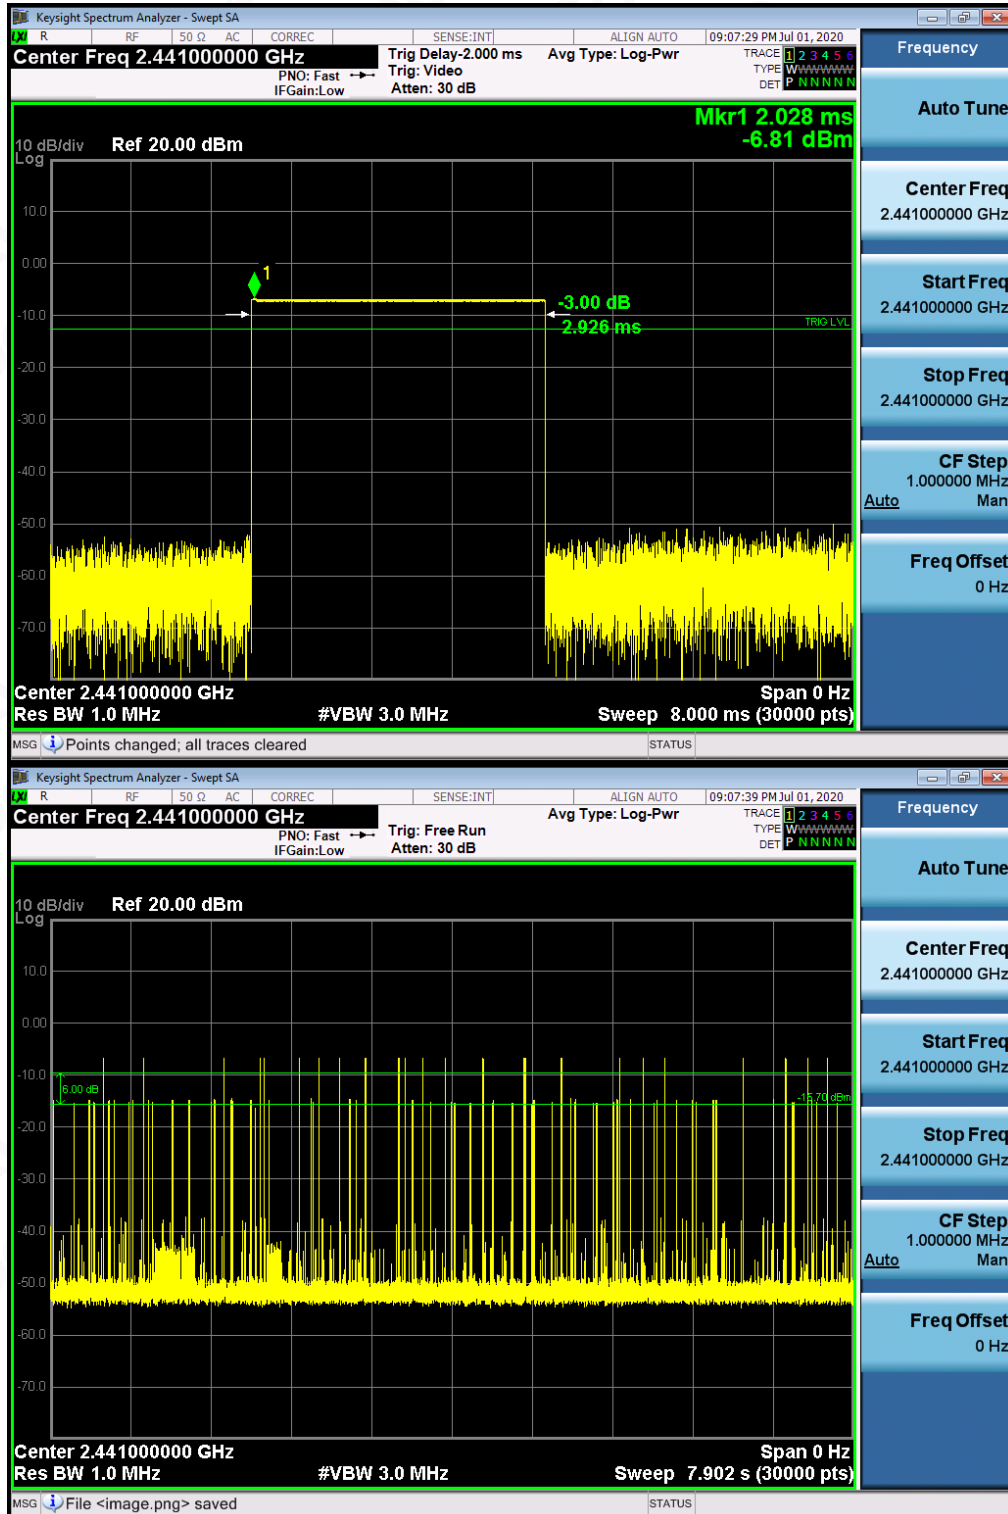 Keysight Spectrum Analyzer - Swept SA
LXI R RF 50 Ω AC CORREC SENSE:INT ALIGN AUTO 09:07:29 PM Jul 01, 2020
Center Freq 2.441000000 GHz
PNO: Fast
IFGain:Low
Trig Delay-2.000 ms
Trig: Video
Atten: 30 dB
Avg Type: Log-Pwr
TRACE 1 2 3 4 5 6
TYPE WWWWWW
DET P N N N N N
Mkr1 2.028 ms
-6.81 dBm
10 dB/div Ref 20.00 dBm
Log
10.0
0.00
1
-3.00 dB
-10.0
2.926 ms
TRIG LVL
-20.0
-30.0
-40.0
-50.0
-60.0
-70.0
Center 2.441000000 GHz Span 0 Hz
Res BW 1.0 MHz #VBW 3.0 MHz Sweep 8.000 ms (30000 pts)
MSG Points changed; all traces cleared STATUS
Frequency
Auto Tune
Center Freq
2.441000000 GHz
Start Freq
2.441000000 GHz
Stop Freq
2.441000000 GHz
CF Step
1.000000 MHz
Auto Man
Freq Offset
0 Hz
Keysight Spectrum Analyzer - Swept SA
LXI R RF 50 Ω AC CORREC SENSE:INT ALIGN AUTO 09:07:39 PM Jul 01, 2020
Center Freq 2.441000000 GHz
PNO: Fast
IFGain:Low
Trig: Free Run
Atten: 30 dB
Avg Type: Log-Pwr
TRACE 1 2 3 4 5 6
TYPE WWWWWW
DET P N N N N N
10 dB/div Ref 20.00 dBm
Log
10.0
0.00
-10.0
6.00 dB
-15.70 dBm
-20.0
-30.0
-40.0
-50.0
-60.0
-70.0
Center 2.441000000 GHz Span 0 Hz
Res BW 1.0 MHz #VBW 3.0 MHz Sweep 7.902 s (30000 pts)
MSG File <image.png> saved STATUS
Frequency
Auto Tune
Center Freq
2.441000000 GHz
Start Freq
2.441000000 GHz
Stop Freq
2.441000000 GHz
CF Step
1.000000 MHz
Auto Man
Freq Offset
0 Hz